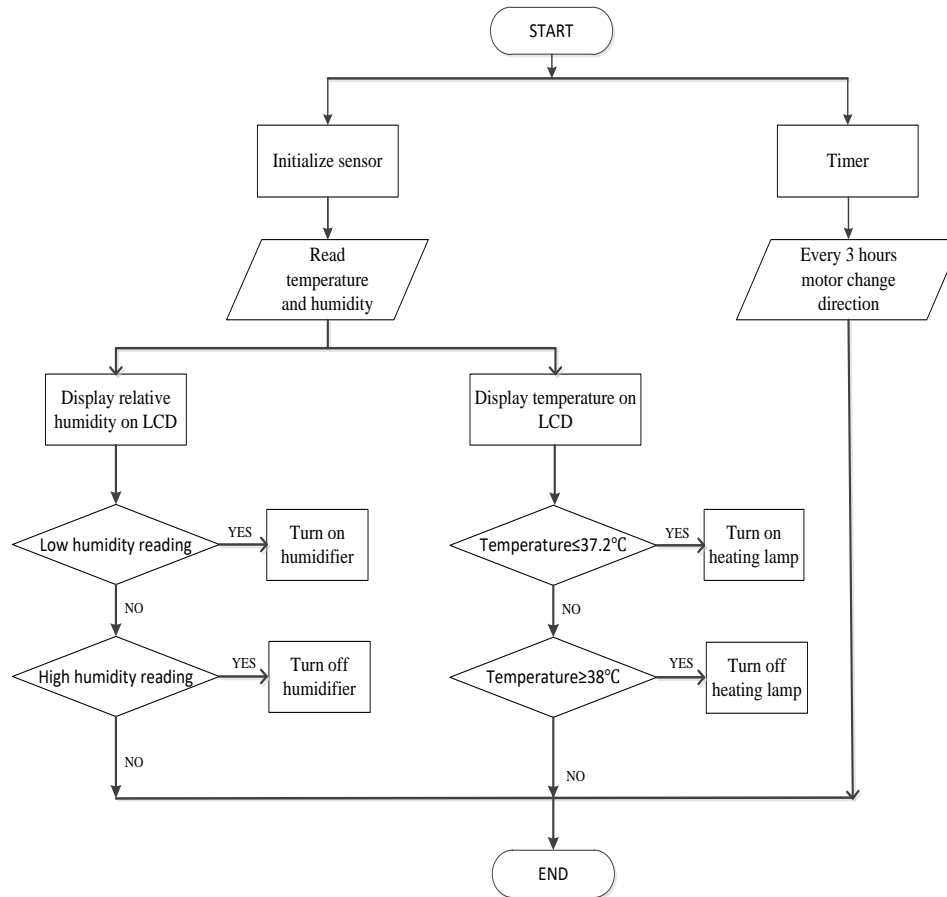 START
Initialize sensor
Timer
Read
temperature
and humidity
Every 3 hours
motor change
direction
Display relative
humidity on LCD
Display temperature on
LCD
Low humidity reading
YES
Turn on
humidifier
Temperature≤37.2℃
YES
Turn on
heating lamp
NO
NO
High humidity reading
YES
Turn off
humidifier
Temperature≥38℃
YES
Turn off
heating lamp
NO
NO
END